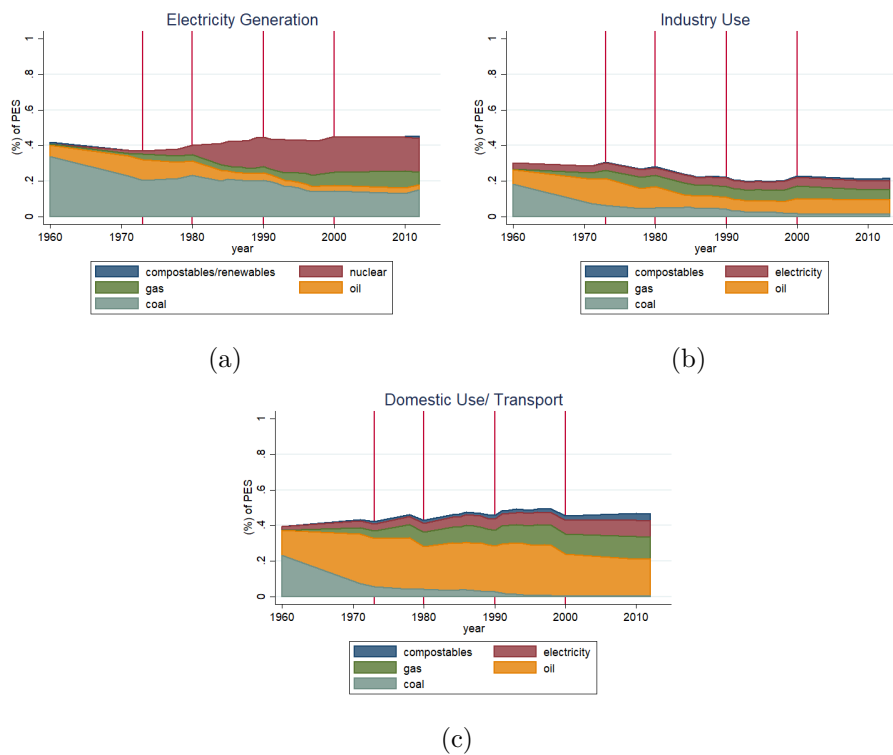 Electricity Generation
(%) of PES
0 .2 .4 .6 .8 1
1960 1970 1980 1990 2000 2010
year
compostables/renewables nuclear
gas oil
coal
(a)
Industry Use
(%) of PES
0 .2 .4 .6 .8 1
1960 1970 1980 1990 2000 2010
year
compostables electricity
gas oil
coal
(b)
Domestic Use/ Transport
(%) of PES
0 .2 .4 .6 .8 1
1960 1970 1980 1990 2000 2010
year
compostables electricity
gas oil
coal
(c)